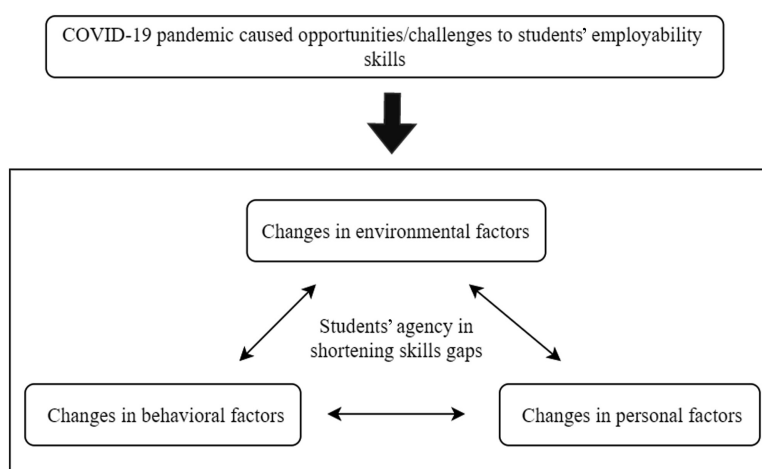 COVID-19 pandemic caused opportunities/challenges to students’ employability
skills
Changes in environmental factors
Students’ agency in
shortening skills gaps
Changes in behavioral factors
Changes in personal factors